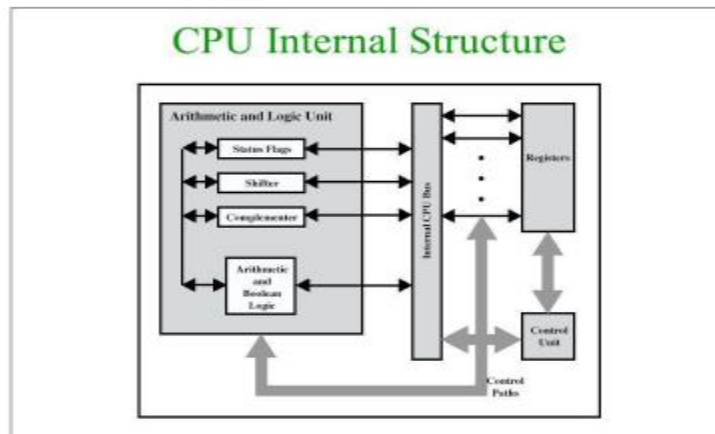 CPU Internal Structure
Arithmetic and Logic Unit
Status Flags
Shifter
Complementer
Arithmetic
and
Boolean
Logic
Internal CPU Bus
Registers
Control
Unit
Control
Paths